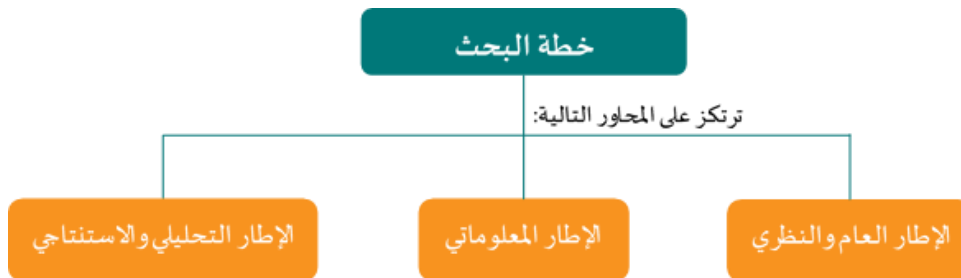 خطة البحث
ترتكز على المحاور التالية:
الإطار العام والنظري
الإطار المعلوماتي
الإطار التحليلي والاستنتاجي